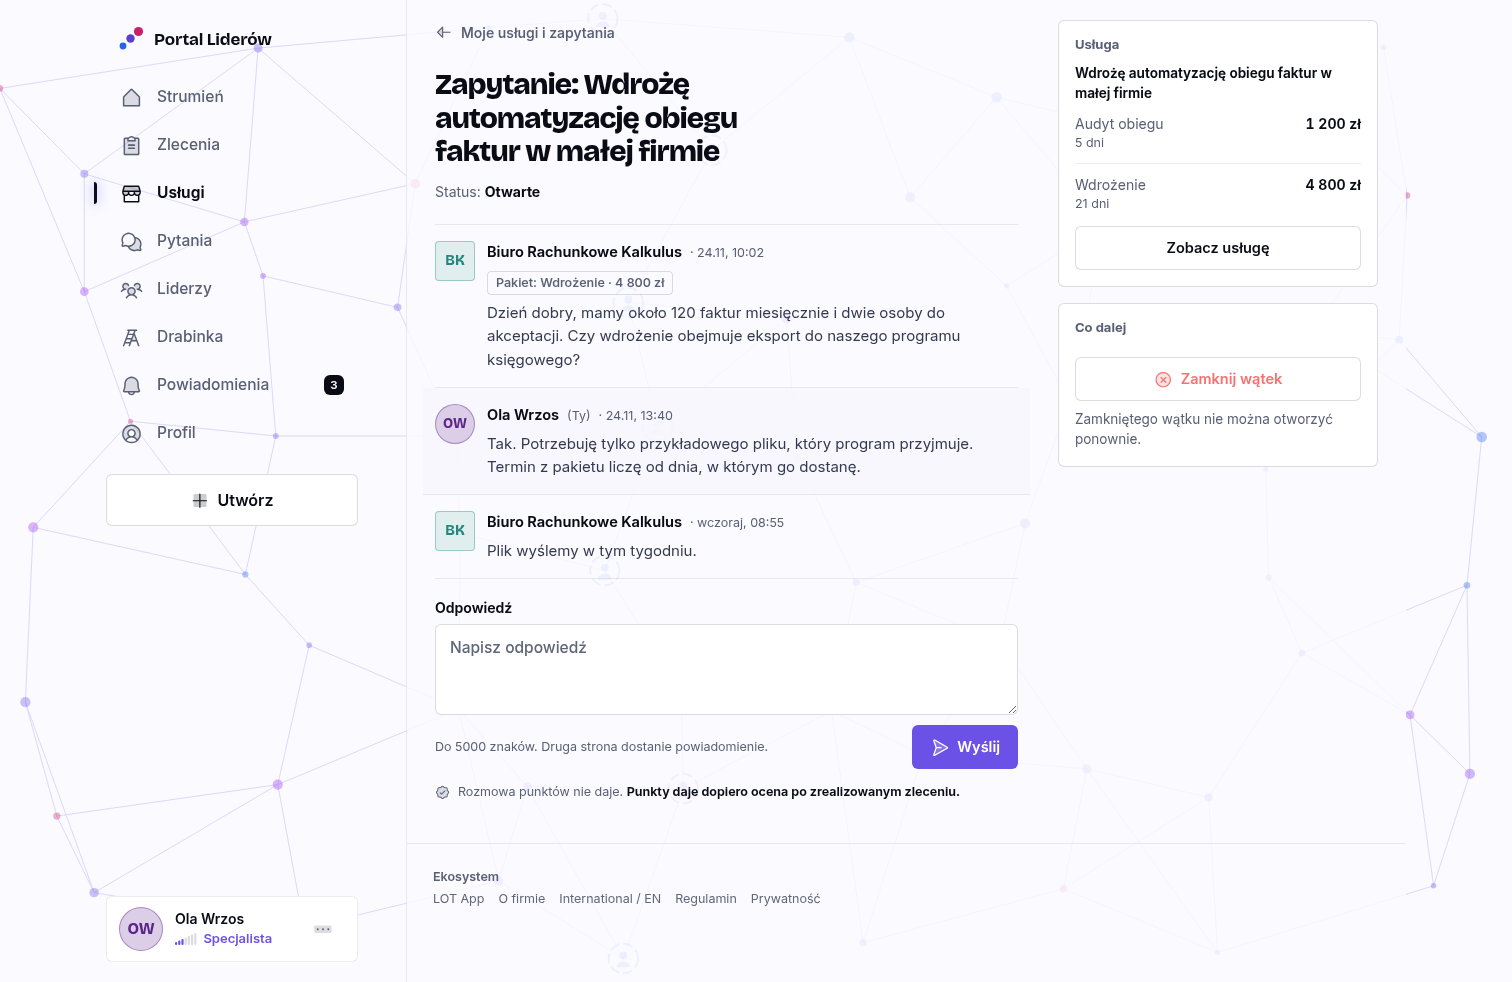 Portal Liderów
Strumień
Zlecenia
Usługi
Pytania
Liderzy
Drabinka
Powiadomienia 3
Profil
Utwórz
OW
Ola Wrzos
Specjalista
Moje usługi i zapytania
Zapytanie: Wdrożę
automatyzację obiegu
faktur w małej firmie
Status: Otwarte
BK
Biuro Rachunkowe Kalkulus · 24.11, 10:02
Pakiet: Wdrożenie · 4 800 zł
Dzień dobry, mamy około 120 faktur miesięcznie i dwie osoby do
akceptacji. Czy wdrożenie obejmuje eksport do naszego programu
księgowego?
OW
Ola Wrzos (Ty) · 24.11, 13:40
Tak. Potrzebuję tylko przykładowego pliku, który program przyjmuje.
Termin z pakietu liczę od dnia, w którym go dostanę.
BK
Biuro Rachunkowe Kalkulus · wczoraj, 08:55
Plik wyślemy w tym tygodniu.
Odpowiedź
Napisz odpowiedź
Do 5000 znaków. Druga strona dostanie powiadomienie.
Wyślij
Rozmowa punktów nie daje. Punkty daje dopiero ocena po zrealizowanym zleceniu.
Usługa
Wdrożę automatyzację obiegu faktur w
małej firmie
Audyt obiegu 1 200 zł
5 dni
Wdrożenie 4 800 zł
21 dni
Zobacz usługę
Co dalej
Zamknij wątek
Zamkniętego wątku nie można otworzyć
ponownie.
Ekosystem
LOT App O firmie International / EN Regulamin Prywatność